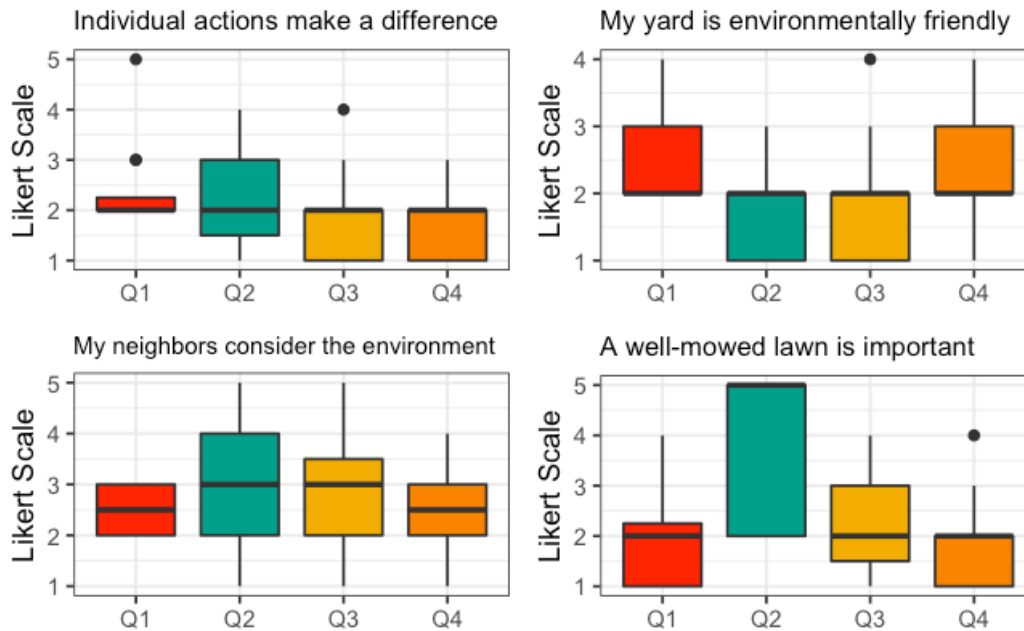 Individual actions make a difference
5
4
3
2
1
Likert Scale
Q1 Q2 Q3 Q4
My yard is environmentally friendly
4
3
2
1
Likert Scale
Q1 Q2 Q3 Q4
My neighbors consider the environment
5
4
3
2
1
Likert Scale
Q1 Q2 Q3 Q4
A well-mowed lawn is important
5
4
3
2
1
Likert Scale
Q1 Q2 Q3 Q4